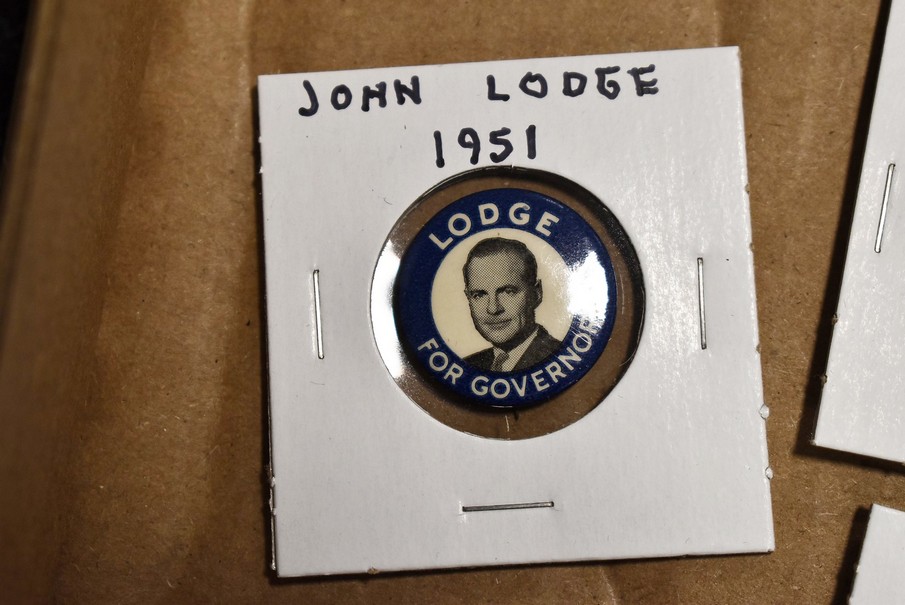 JOHN LODGE
1951
LODGE
FOR GOVERNOR